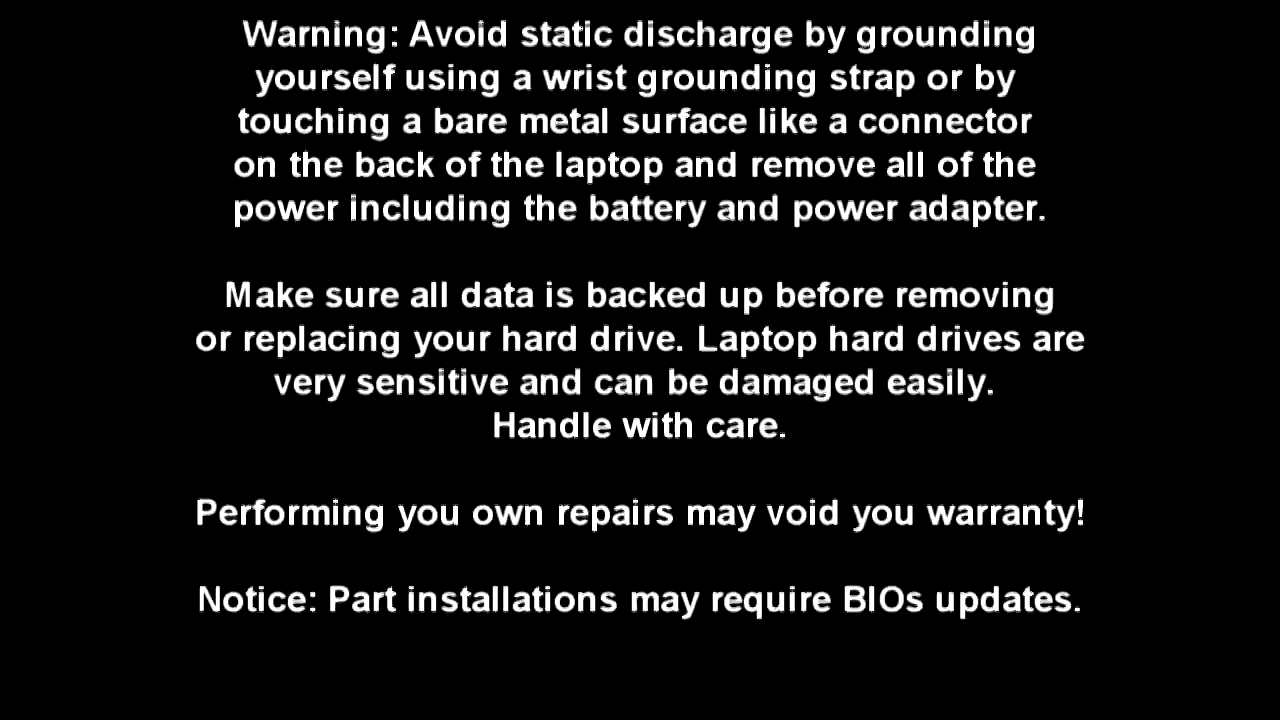 Warning: Avoid static discharge by grounding
yourself using a wrist grounding strap or by
touching a bare metal surface like a connector
on the back of the laptop and remove all of the
power including the battery and power adapter.
Make sure all data is backed up before removing
or replacing your hard drive. Laptop hard drives are
very sensitive and can be damaged easily.
Handle with care.
Performing you own repairs may void you warranty!
Notice: Part installations may require BIOs updates.